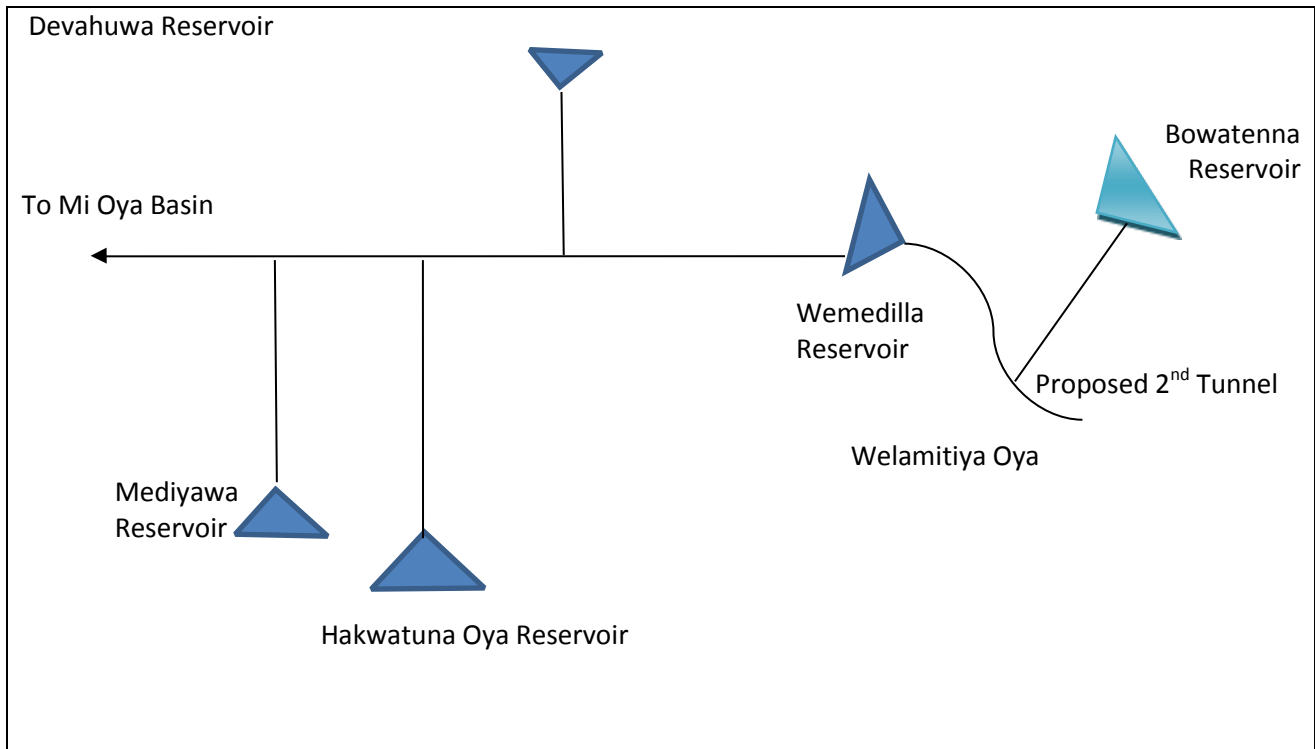 Devahuwa Reservoir
Bowatenna
Reservoir
To Mi Oya Basin
Wemedilla
Reservoir
Proposed 2nd Tunnel
Welamitiya Oya
Mediyawa
Reservoir
Hakwatuna Oya Reservoir